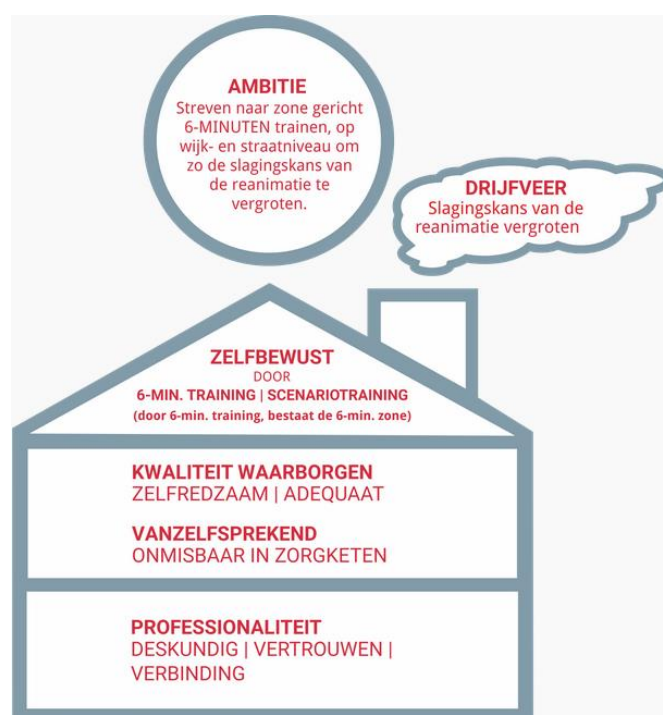 AMBITIE
Streven naar zone gericht
6-MINUTEN trainen, op
wijk- en straatniveau om
zo de slagingskans van
de reanimatie te
vergroten.
DRIJFVEER
Slagingskans van de
reanimatie vergroten
ZELFBEWUST
DOOR
6-MIN. TRAINING | SCENARIOTRAINING
(door 6-min. training, bestaat de 6-min. zone)
KWALITEIT WAARBORGEN
ZELFREDZAAM | ADEQUAAT
VANZELFSPREKEND
ONMISBAAR IN ZORGKETEN
PROFESSIONALITEIT
DESKUNDIG | VERTROUWEN |
VERBINDING